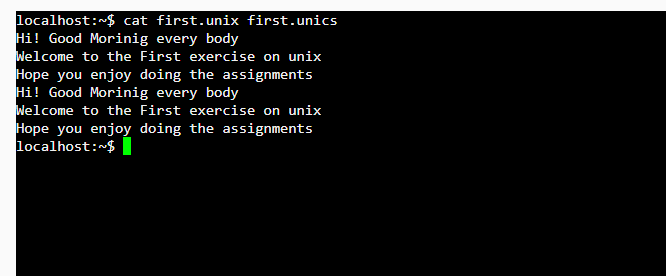 localhost:~$ cat first.unix first.unics
Hi! Good Morinig every body
Welcome to the First exercise on unix
Hope you enjoy doing the assignments
Hi! Good Morinig every body
Welcome to the First exercise on unix
Hope you enjoy doing the assignments
localhost:~$